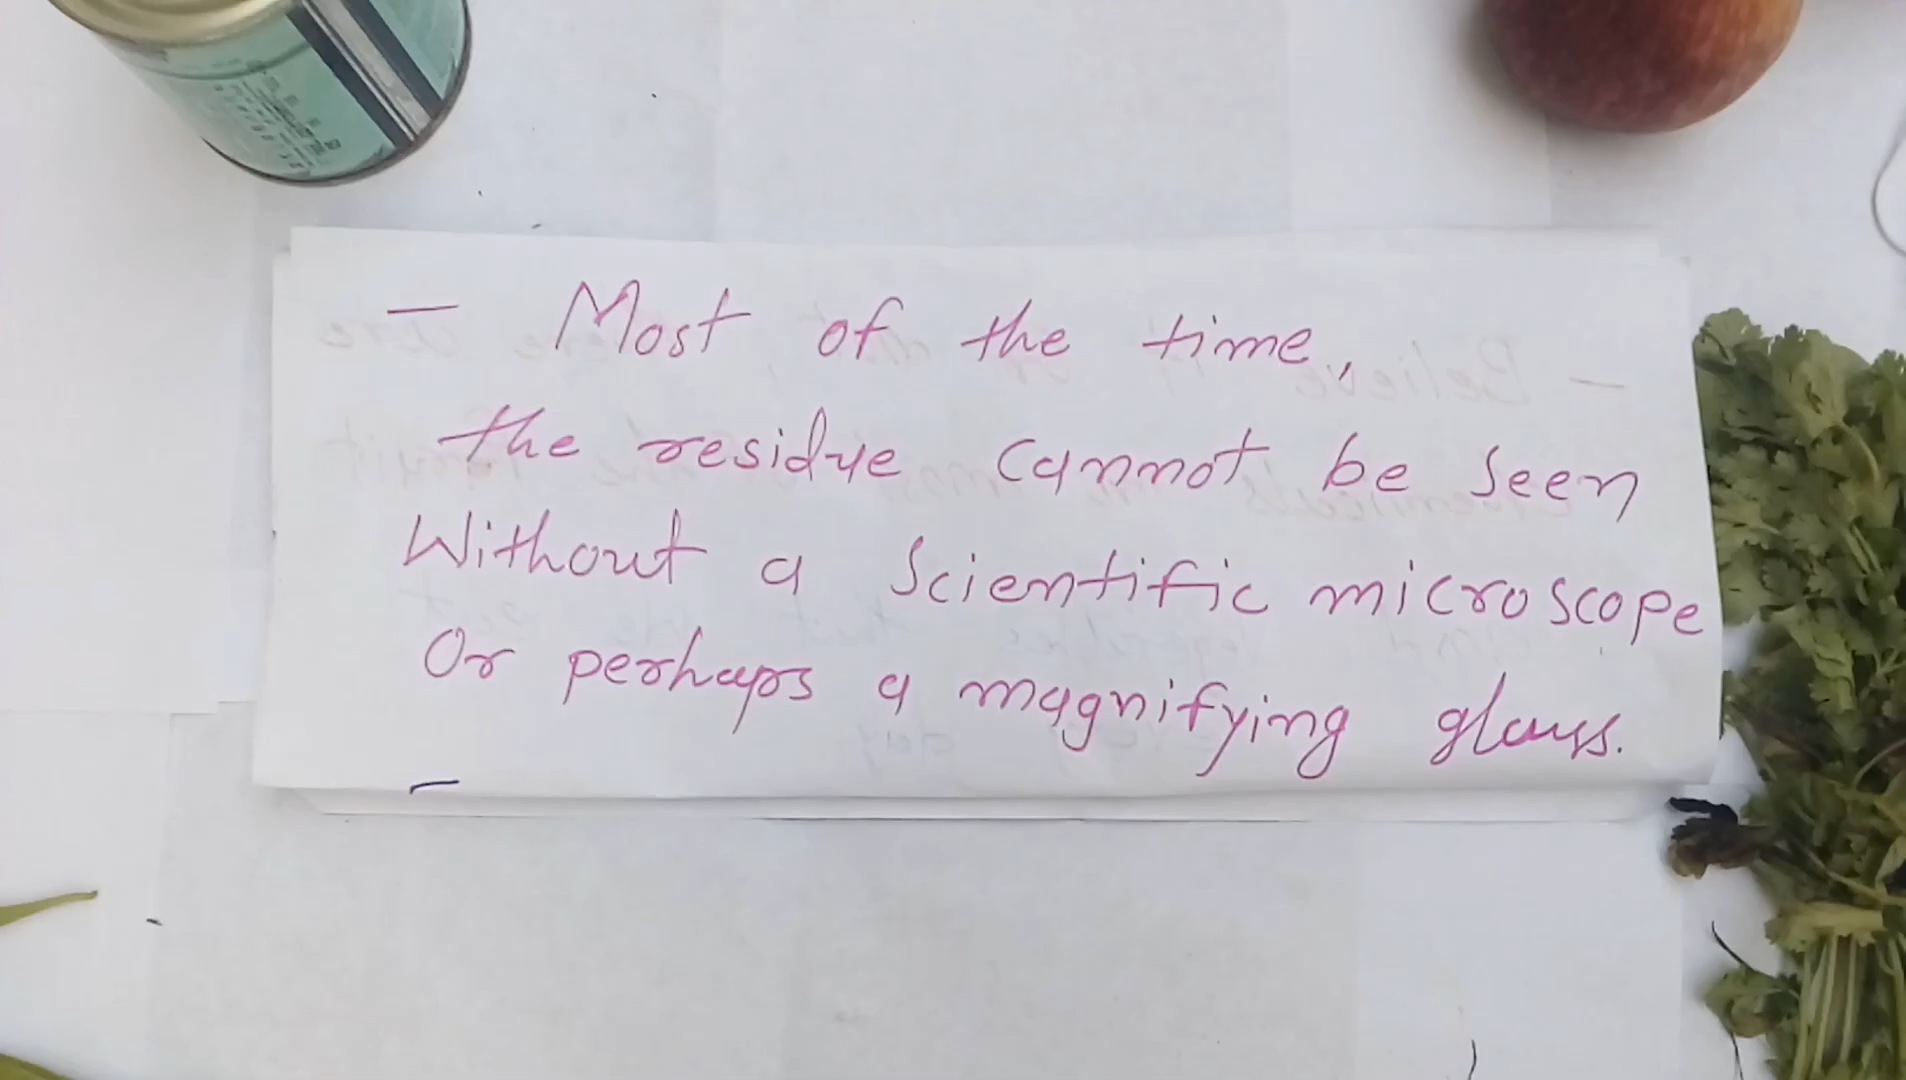 - Most of the time,
the residue cannot be seen
Without a Scientific microscope
Or perhaps a magnifying glass.